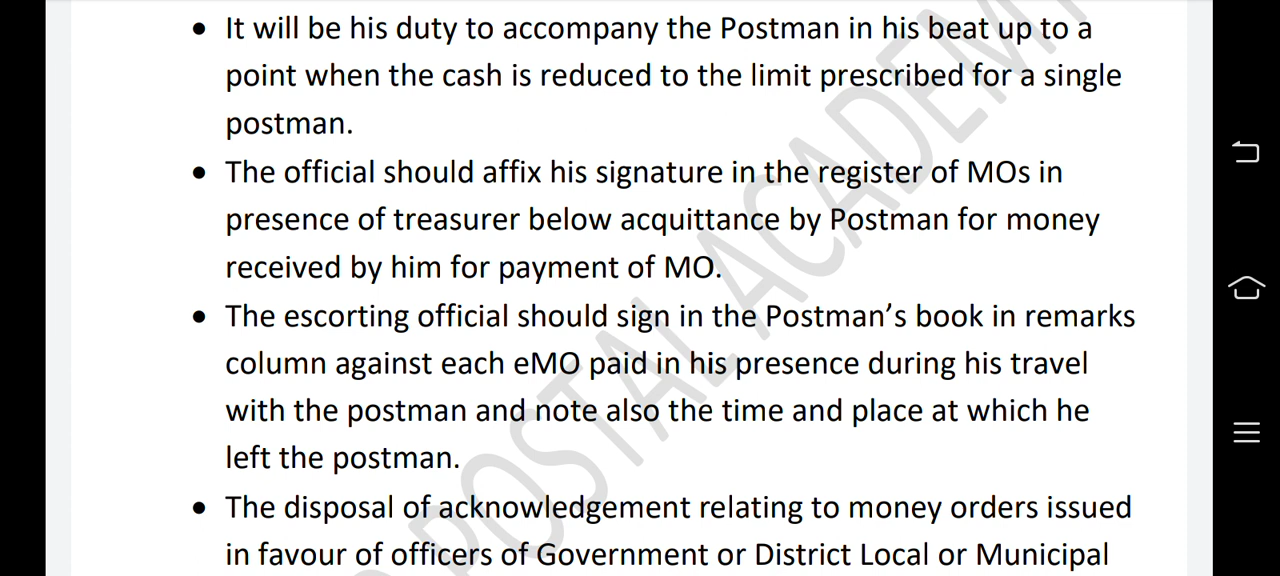 • It will be his duty to accompany the Postman in his beat up to a
point when the cash is reduced to the limit prescribed for a single
postman.
• The official should affix his signature in the register of MOs in
presence of treasurer below acquittance by Postman for money
received by him for payment of MO.
• The escorting official should sign in the Postman’s book in remarks
column against each eMO paid in his presence during his travel
with the postman and note also the time and place at which he
left the postman.
• The disposal of acknowledgement relating to money orders issued
in favour of officers of Government or District Local or Municipal
POSTAL ACADEMY